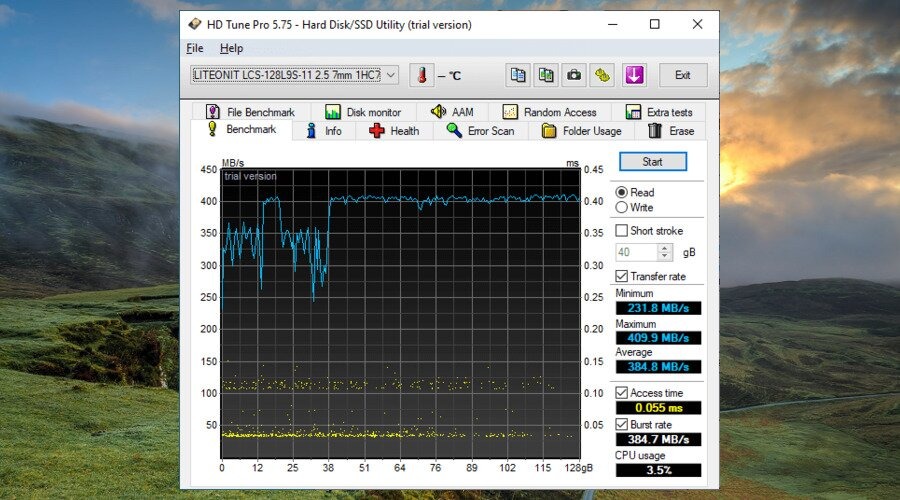 HD Tune Pro 5.75 - Hard Disk/SSD Utility (trial version)
File Help
LITEONIT LCS-128L9S-11 2.5 7mm 1HC7
– °C
Exit
File Benchmark Disk monitor AAM Random Access Extra tests
Benchmark Info Health Error Scan Folder Usage Erase
MB/s ms
trial version
450 0.45
400 0.40
350 0.35
300 0.30
250 0.25
200 0.20
150 0.15
100 0.10
50 0.05
0 12 25 38 51 64 76 89 102 115 128gB
Start
Read
Write
Short stroke
40 gB
Transfer rate
Minimum
231.8 MB/s
Maximum
409.9 MB/s
Average
384.8 MB/s
Access time
0.055 ms
Burst rate
384.7 MB/s
CPU usage
3.5%